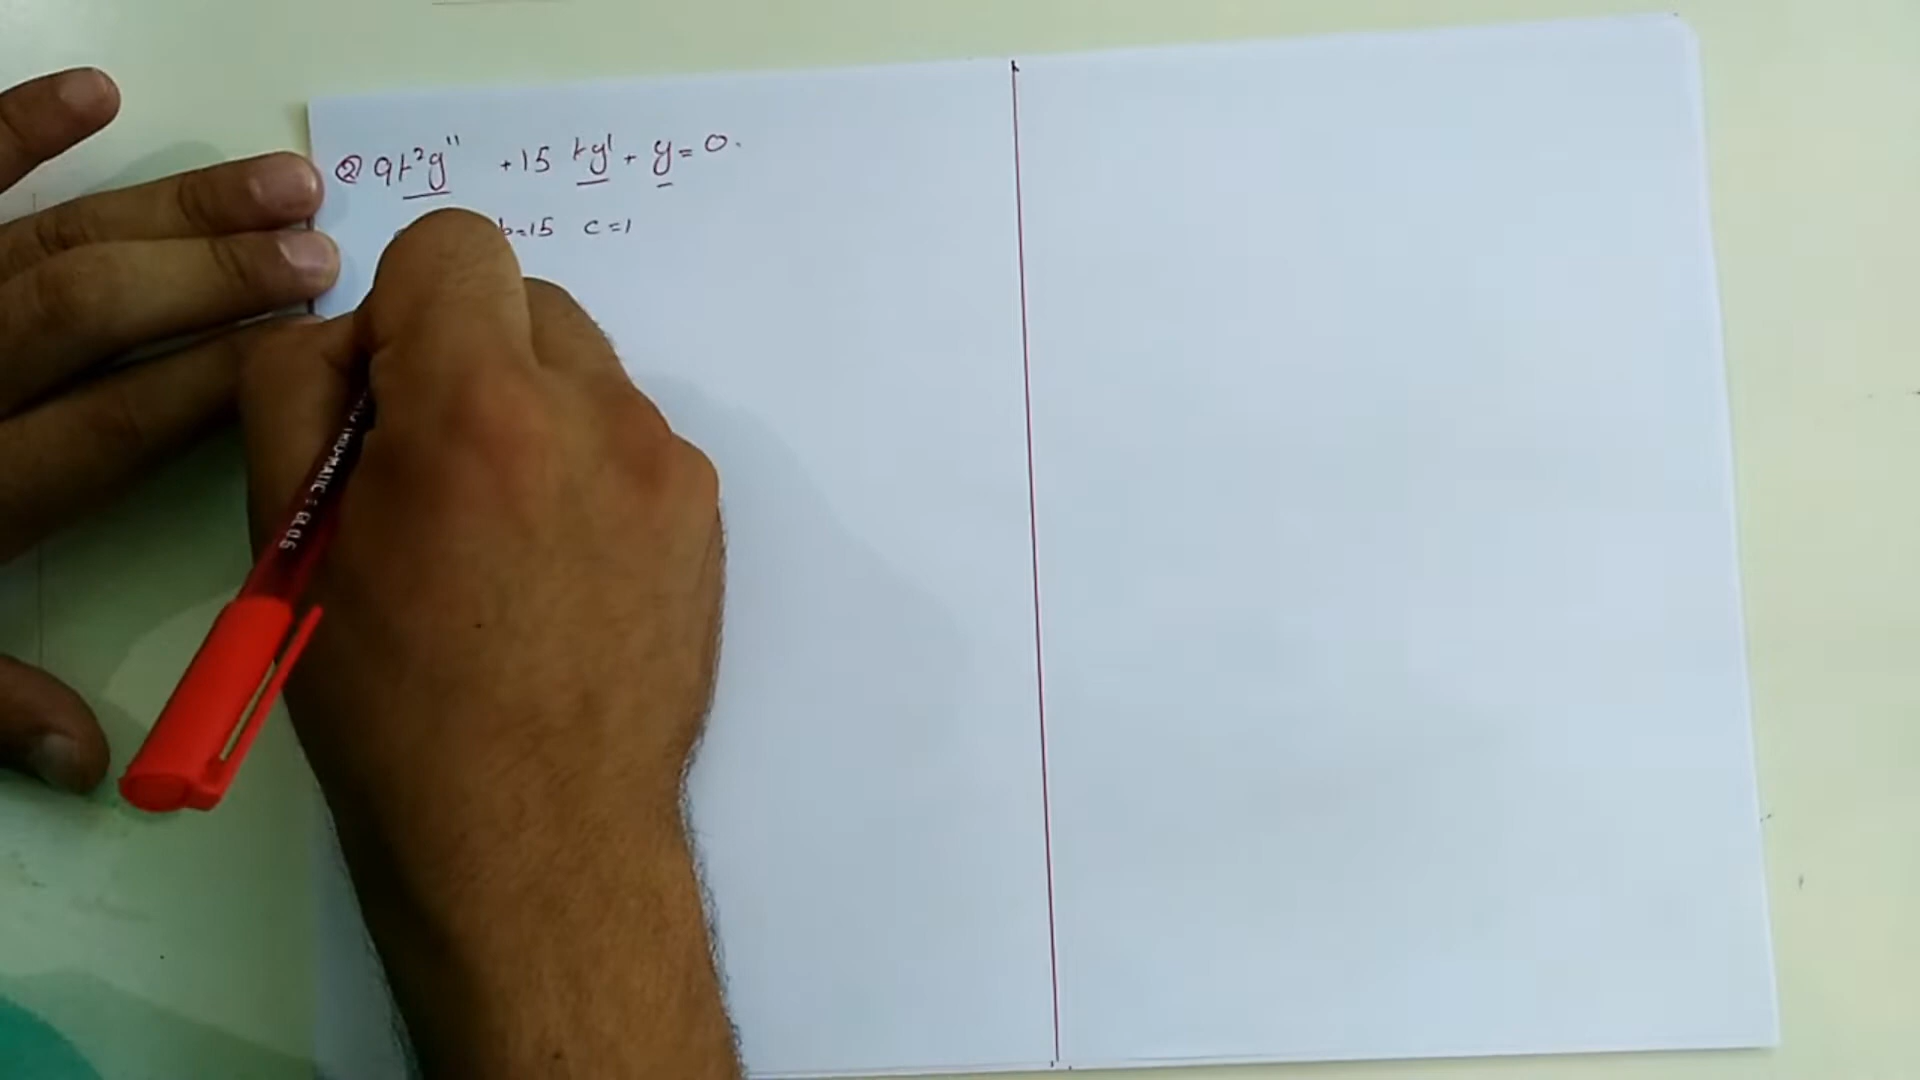 ② 9t²y'' + 15 ty' + y = 0.
b=15 c=1